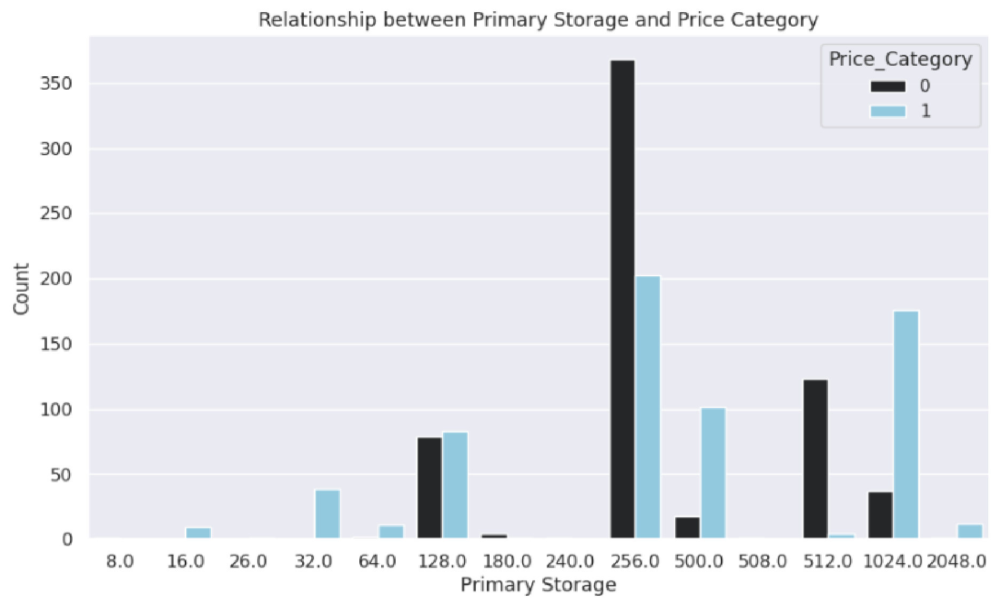 Relationship between Primary Storage and Price Category
Price_Category
0
1
350
300
250
200
150
100
50
0
Count
8.0 16.0 26.0 32.0 64.0 128.0 180.0 240.0 256.0 500.0 508.0 512.0 1024.0 2048.0
Primary Storage